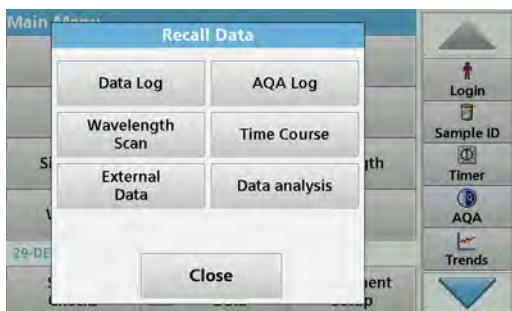 Main Menu
Recall Data
Data Log
AQA Log
Wavelength
Scan
Time Course
External
Data
Data analysis
Close
Login
Sample ID
Timer
AQA
Trends